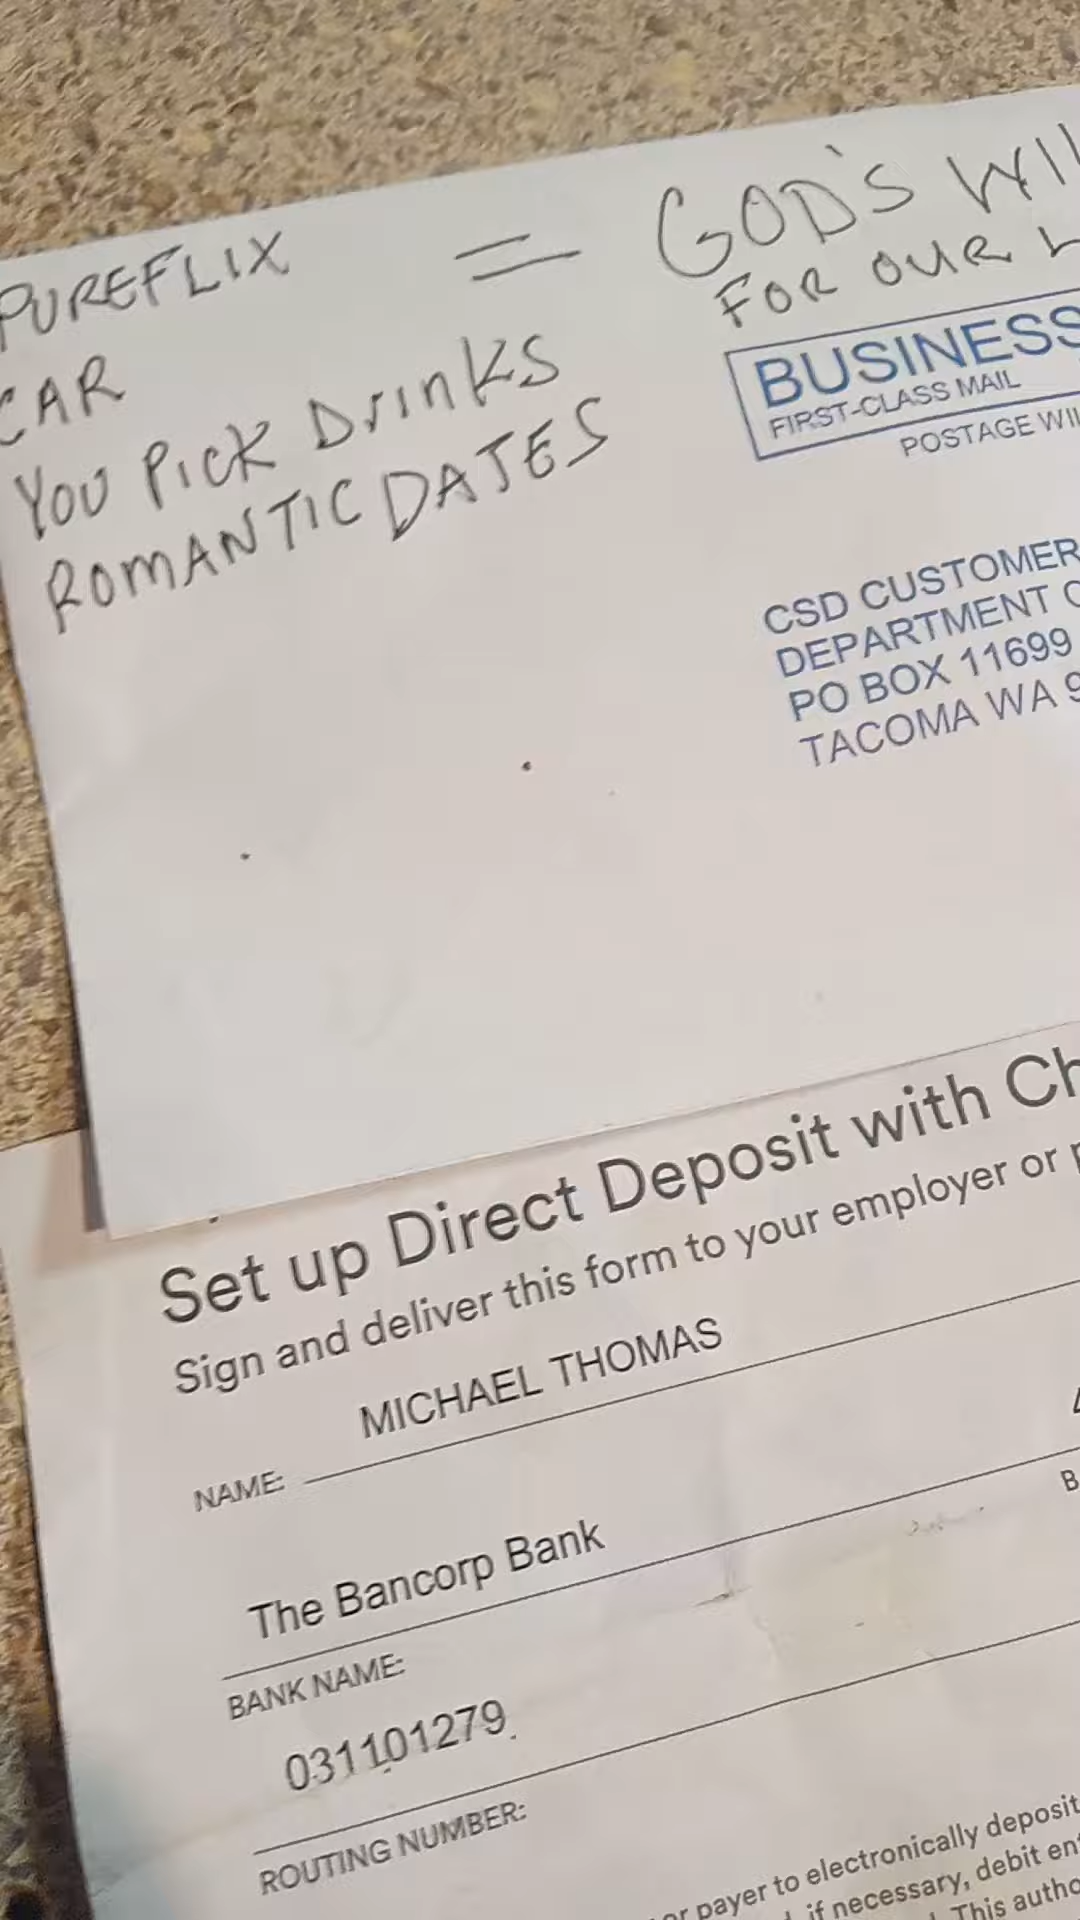 PUREFLIX = GOD'S
FOR OUR
CAR
YOU PICK DrinKS
ROMANTIC DATES
BUSINESS
FIRST-CLASS MAIL
POSTAGE
CSD CUSTOMER
DEPARTMENT
PO BOX 11699
TACOMA WA
Set up Direct Deposit with
Sign and deliver this form to your employer or
MICHAEL THOMAS
NAME:
The Bancorp Bank
BANK NAME:
031101279
ROUTING NUMBER:
or payer to electronically deposit
if necessary, debit
This